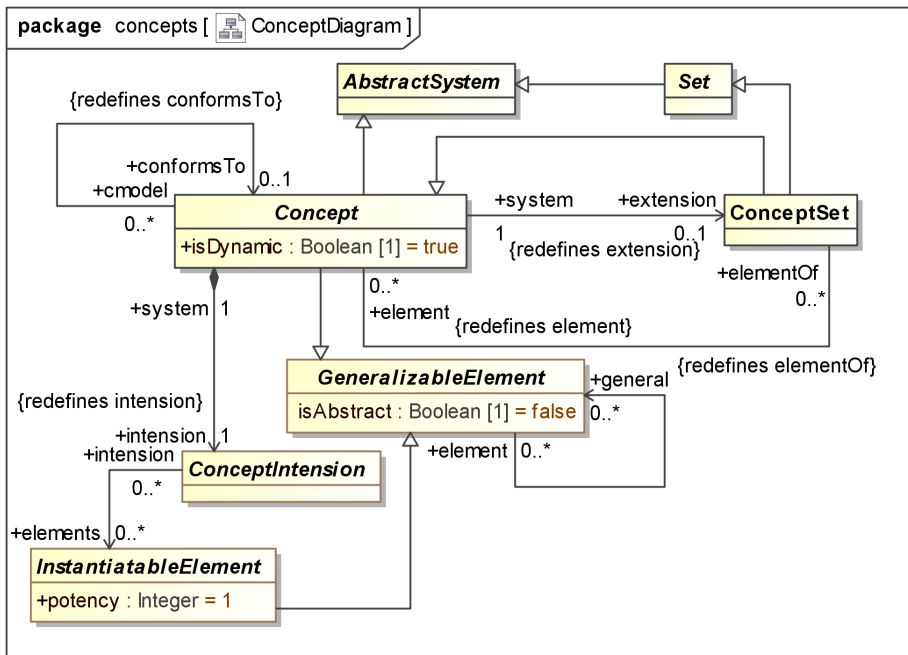 package concepts [ ConceptDiagram ]
AbstractSystem
Set
{redefines conformsTo}
+conformsTo
+cmodel
0..1
0..*
Concept
+isDynamic : Boolean [1] = true
+system
+extension
1
0..1
{redefines extension}
ConceptSet
+elementOf
0..*
0..*
+element
{redefines element}
+system
1
{redefines elementOf}
GeneralizableElement
isAbstract : Boolean [1] = false
+general
0..*
{redefines intension}
+intension
1
+intension
0..*
+element
0..*
ConceptIntension
+elements
0..*
InstantiatableElement
+potency : Integer = 1